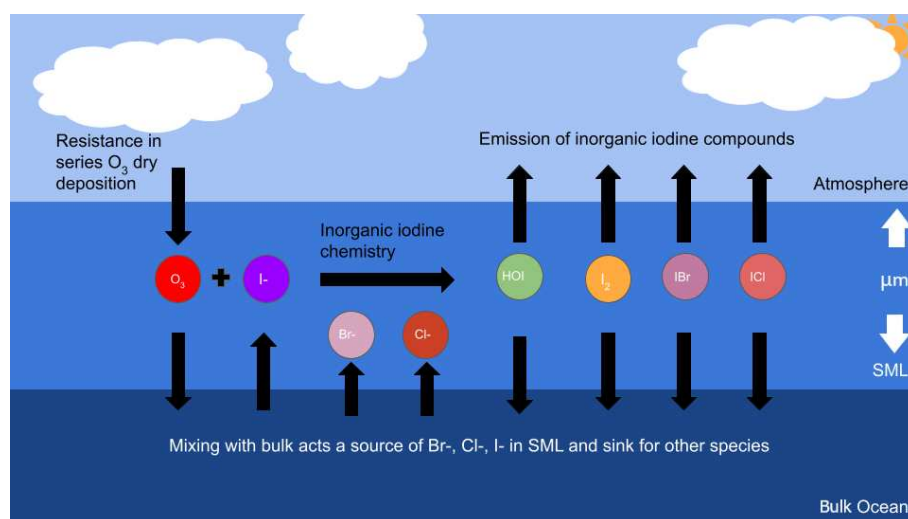 Resistance in
series O₃ dry
deposition
Emission of inorganic iodine compounds
Atmosphere
Inorganic iodine
chemistry
O₃
I-
HOI
I₂
IBr
ICl
μm
Br-
Cl-
SML
Mixing with bulk acts a source of Br-, Cl-, I- in SML and sink for other species
Bulk Ocean